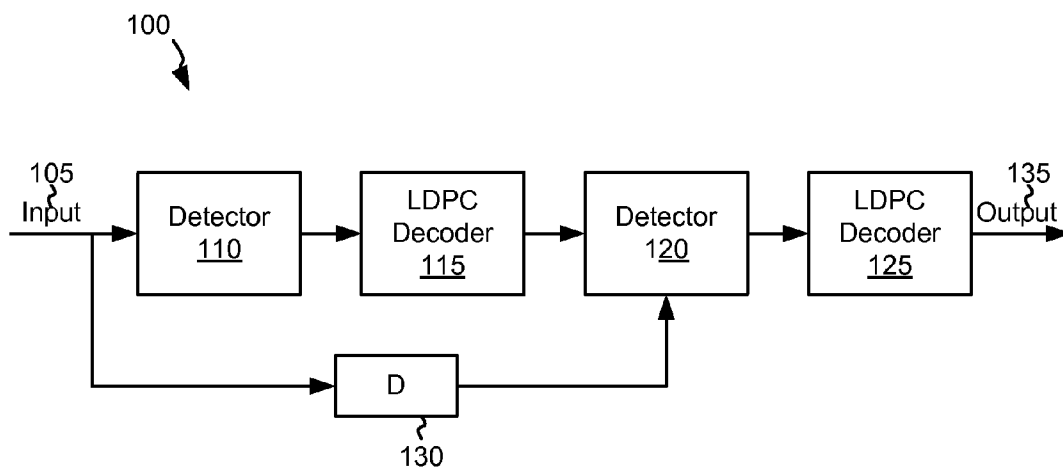 100
105
Input
Detector
110
LDPC
Decoder
115
Detector
120
LDPC
Decoder
125
135
Output
D
130